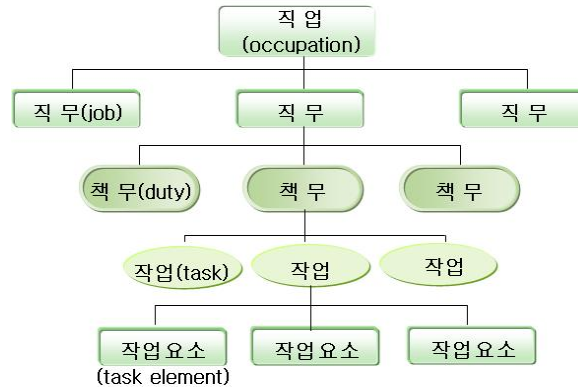 직 업
(occupation)
직 무(job)
직 무
직 무
책 무(duty)
책 무
책 무
작업(task)
작업
작업
작업요소
(task element)
작업요소
작업요소